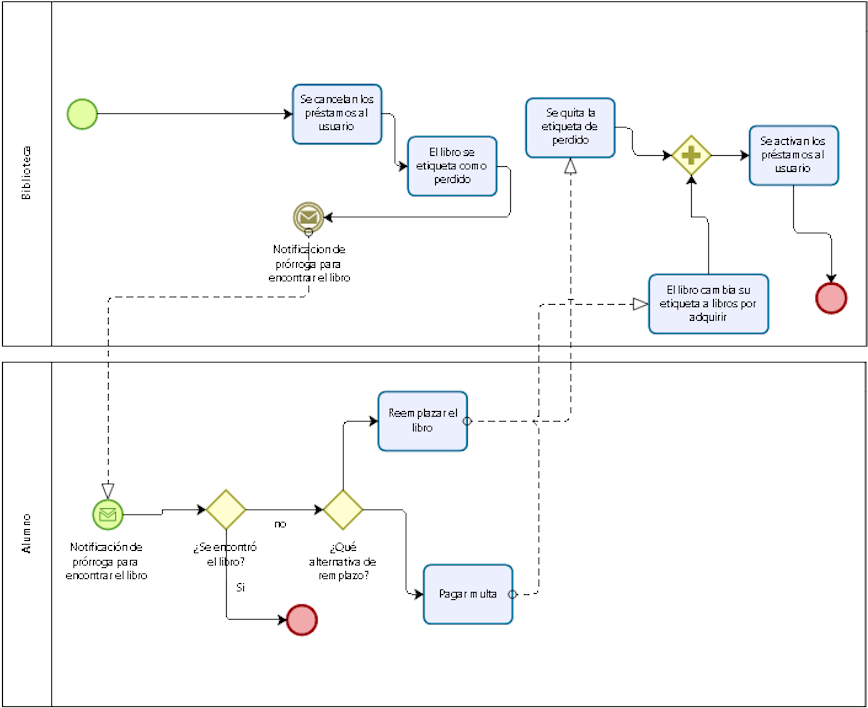 Biblioteca
Se cancelan los
préstamos al
usuario
El libro se
etiqueta como
perdido
Notificación de
prórroga para
encontrar el libro
Se quita la
etiqueta de
perdido
Se activan los
préstamos al
usuario
El libro cambia su
etiqueta a libros por
adquirir
Alumno
Notificación de
prórroga para
encontrar el libro
¿Se encontró
el libro?
Si
no
¿Qué
alternativa de
remplazo?
Reemplazar el
libro
Pagar multa